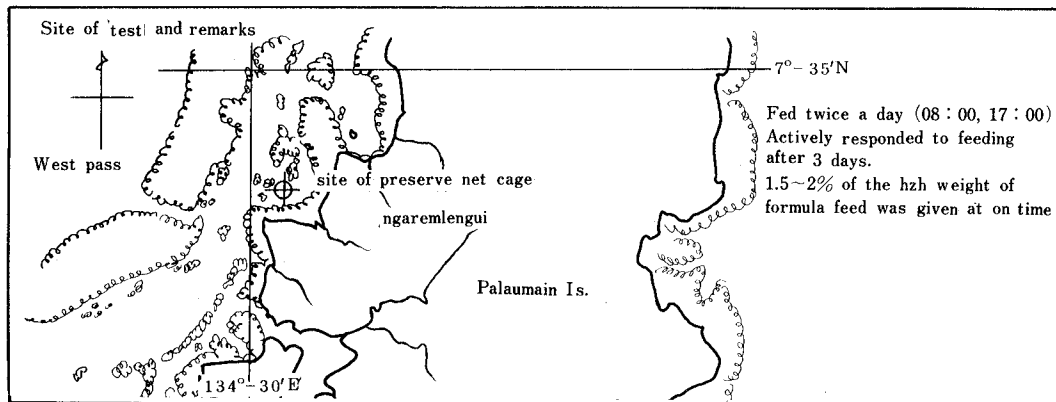 Site of test and remarks
7°-35′N
Fed twice a day (08:00, 17:00)
Actively responded to feeding
after 3 days.
1.5~2% of the hzh weight of
formula feed was given at on time
West pass
site of preserve net cage
ngaremlengui
Palaumain Is.
134°-30′E